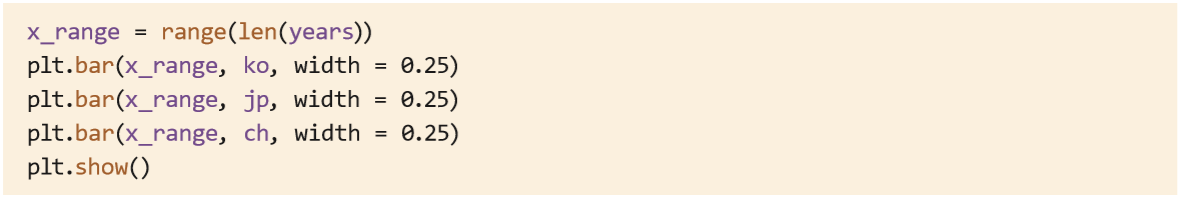 x_range = range(len(years))
plt.bar(x_range, ko, width = 0.25)
plt.bar(x_range, jp, width = 0.25)
plt.bar(x_range, ch, width = 0.25)
plt.show()